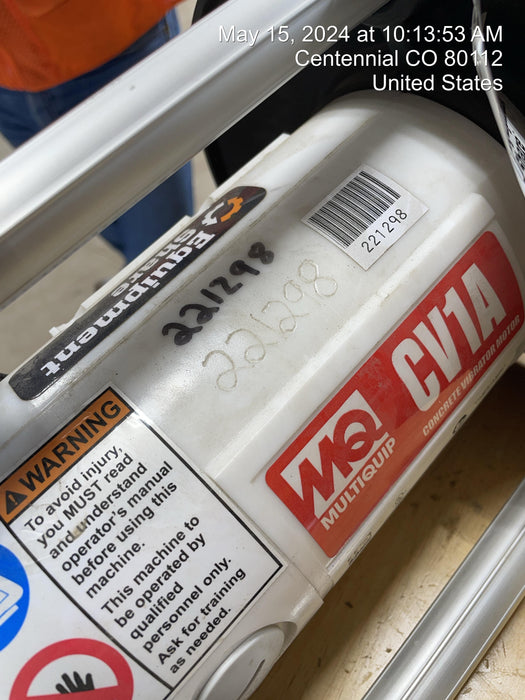 May 15, 2024 at 10:13:53 AM
Centennial CO 80112
United States
Equipment
Share
221298
221298
221298
CV1A
CONCRETE VIBRATOR MOTOR
MQ
MULTIQUIP
WARNING
To avoid injury,
you MUST read
and understand
operator's manual
before using this
machine.
This machine to
be operated by
qualified
personnel only.
Ask for training
as needed.